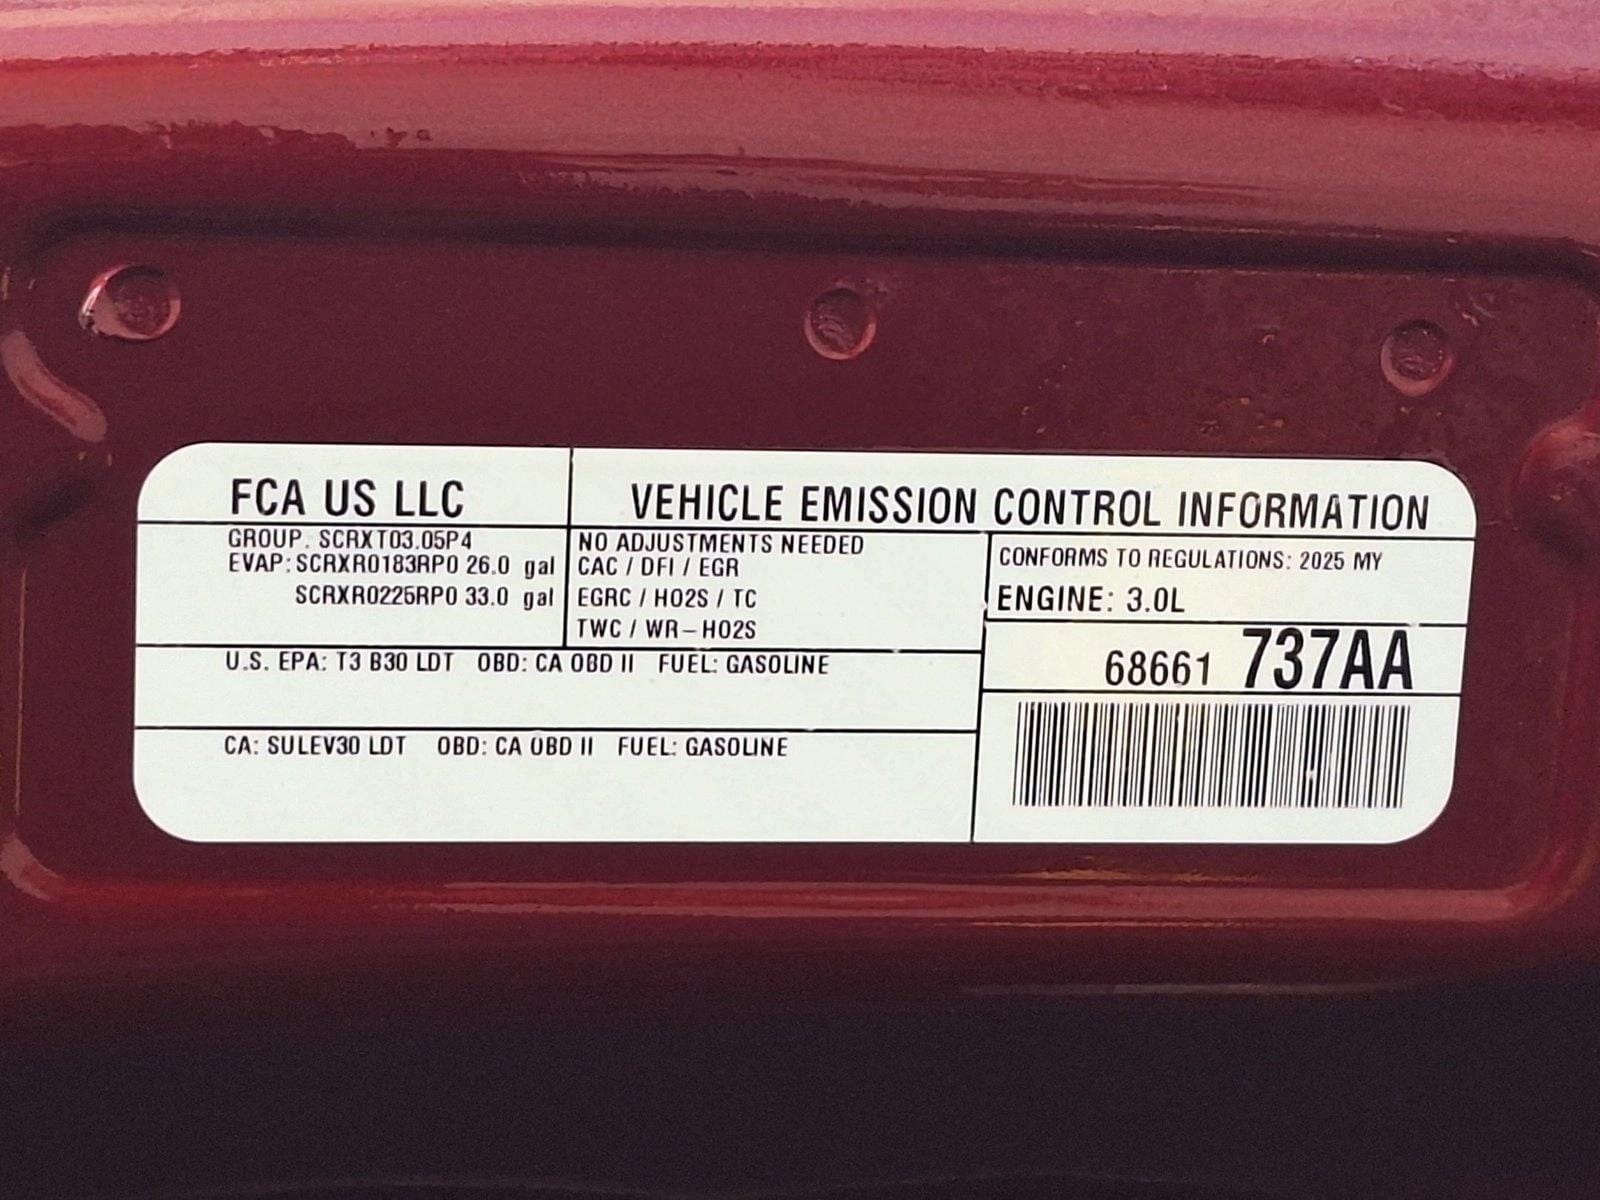 FCA US LLC
VEHICLE EMISSION CONTROL INFORMATION
GROUP: SCRXT03.05P4
EVAP: SCRXR0183RP0 26.0 gal
SCRXR0225RP0 33.0 gal
NO ADJUSTMENTS NEEDED
CAC / DFI / EGR
EGRC / HO2S / TC
TWC / WR-HO2S
CONFORMS TO REGULATIONS: 2025 MY
ENGINE: 3.0L
68661 737AA
U.S. EPA: T3 B30 LDT OBD: CA OBD II FUEL: GASOLINE
CA: SULEV30 LDT OBD: CA OBD II FUEL: GASOLINE